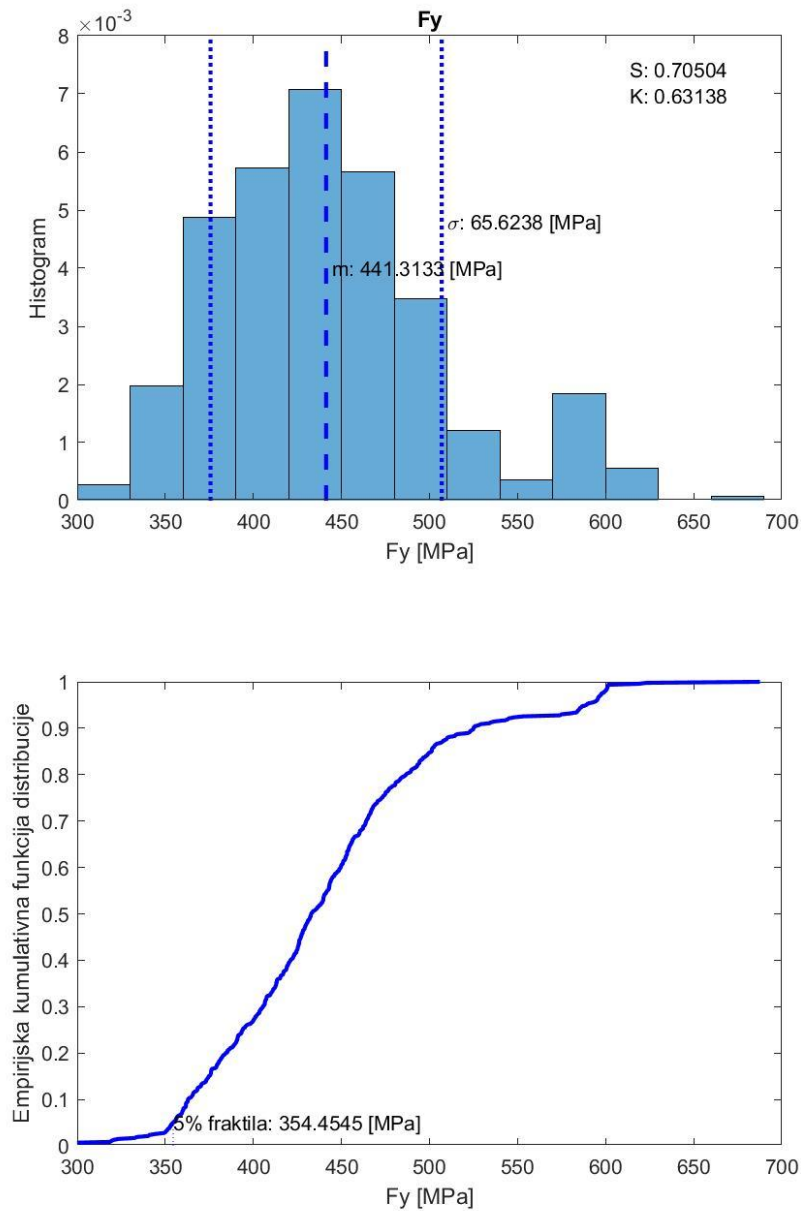 ×10-3
Fy
8
7
6
5
4
3
2
1
0
Histogram
S: 0.70504
K: 0.63138
σ: 65.6238 [MPa]
m: 441.3133 [MPa]
300 350 400 450 500 550 600 650 700
Fy [MPa]
1
0.9
0.8
0.7
0.6
0.5
0.4
0.3
0.2
0.1
0
Empirijska kumulativna funkcija distribucije
5% fraktila: 354.4545 [MPa]
300 350 400 450 500 550 600 650 700
Fy [MPa]